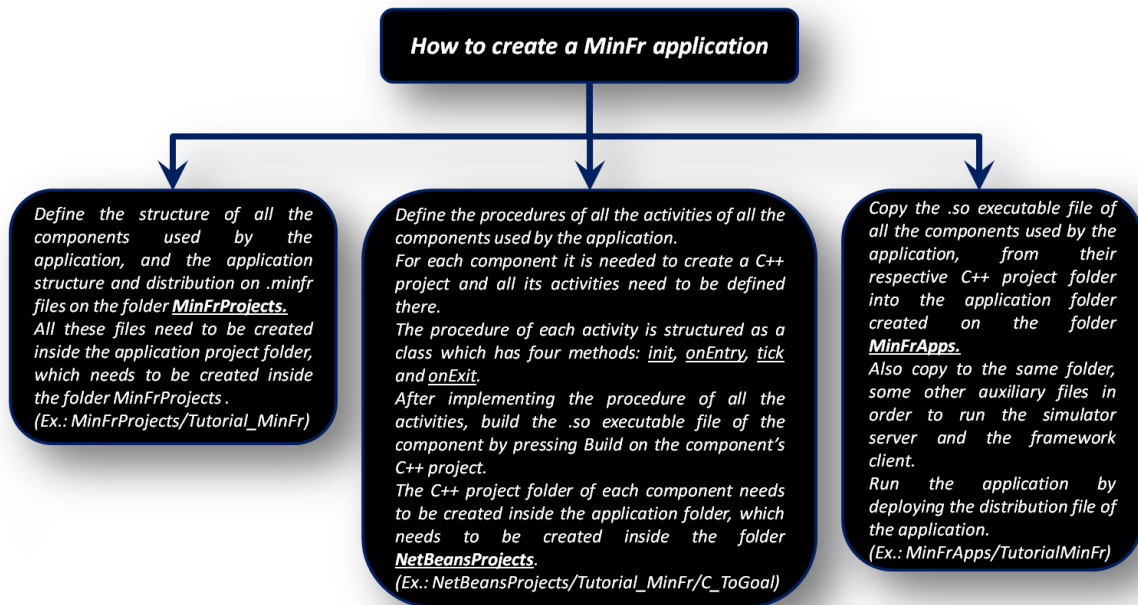 How to create a MinFr application
Define the structure of all the
components used by the
application, and the application
structure and distribution on .minfr
files on the folder MinFrProjects.
All these files need to be created
inside the application project folder,
which needs to be created inside
the folder MinFrProjects .
(Ex.: MinFrProjects/Tutorial_MinFr)
Define the procedures of all the activities of all the
components used by the application.
For each component it is needed to create a C++
project and all its activities need to be defined
there.
The procedure of each activity is structured as a
class which has four methods: init, onEntry, tick
and onExit.
After implementing the procedure of all the
activities, build the .so executable file of the
component by pressing Build on the component's
C++ project.
The C++ project folder of each component needs
to be created inside the application folder, which
needs to be created inside the folder
NetBeansProjects.
(Ex.: NetBeansProjects/Tutorial_MinFr/C_ToGoal)
Copy the .so executable file of
all the components used by the
application, from their
respective C++ project folder
into the application folder
created on the folder
MinFrApps.
Also copy to the same folder,
some other auxiliary files in
order to run the simulator
server and the framework
client.
Run the application by
deploying the distribution file of
the application.
(Ex.: MinFrApps/TutorialMinFr)